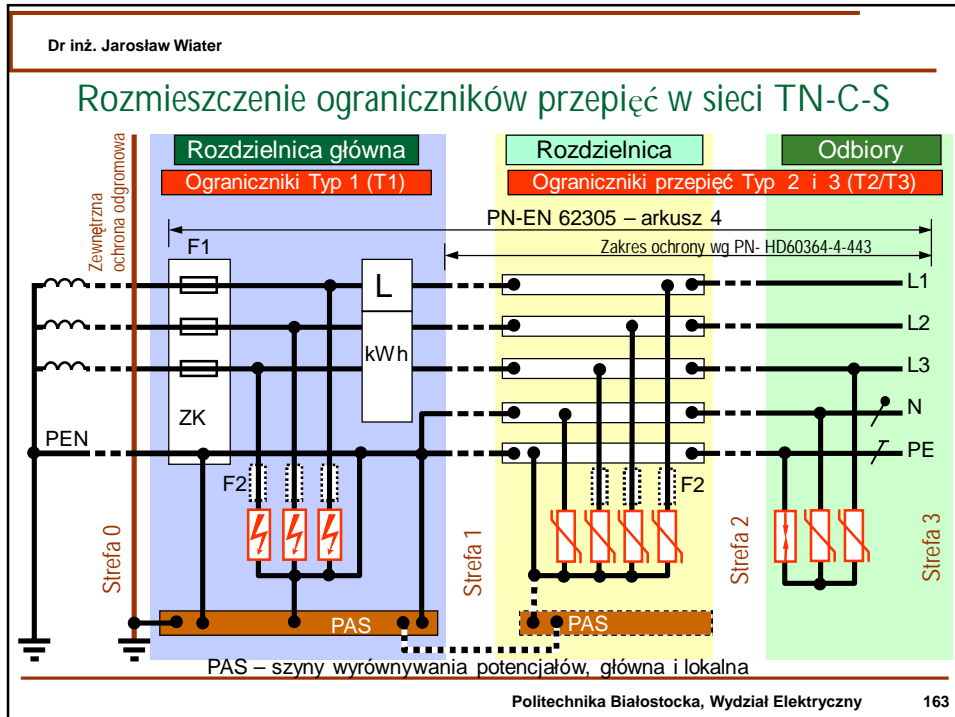 Dr inż. Jarosław Wiater
Rozmieszczenie ograniczników przepięć w sieci TN-C-S
Zewnętrzna
ochrona odgromowa
Rozdzielnica główna
Rozdzielnica
Odbiory
Ograniczniki Typ 1 (T1)
Ograniczniki przepięć Typ 2 i 3 (T2/T3)
PN-EN 62305 – arkusz 4
Zakres ochrony wg PN- HD60364-4-443
F1
L
L1
L2
kWh
L3
ZK
N
PEN
PE
F2
F2
Strefa 0
Strefa 1
Strefa 2
Strefa 3
PAS
PAS
PAS – szyny wyrównywania potencjałów, główna i lokalna
Politechnika Białostocka, Wydział Elektryczny 163